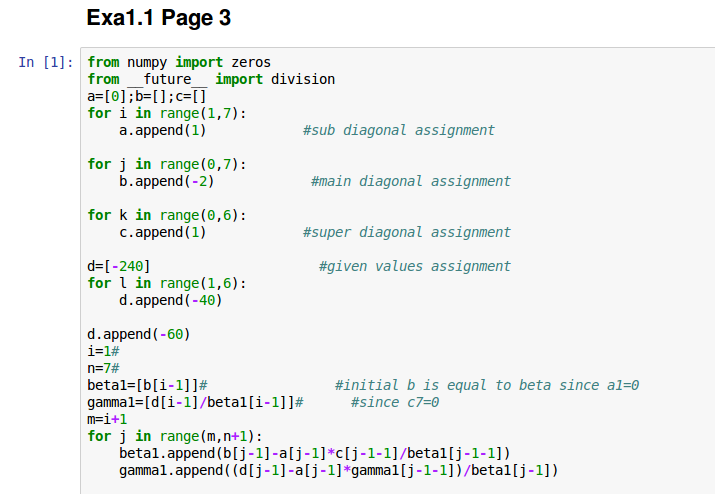 Exa1.1 Page 3
In [1]: from numpy import zeros
from __future__ import division
a=[0];b=[];c=[]
for i in range(1,7):
    a.append(1)            #sub diagonal assignment
for j in range(0,7):
    b.append(-2)            #main diagonal assignment
for k in range(0,6):
    c.append(1)            #super diagonal assignment
d=[-240]                     #given values assignment
for l in range(1,6):
    d.append(-40)
d.append(-60)
i=1#
n=7#
beta1=[b[i-1]]#                #initial b is equal to beta since a1=0
gamma1=[d[i-1]/beta1[i-1]]#      #since c7=0
m=i+1
for j in range(m,n+1):
    beta1.append(b[j-1]-a[j-1]*c[j-1-1]/beta1[j-1-1])
    gamma1.append((d[j-1]-a[j-1]*gamma1[j-1-1])/beta1[j-1])